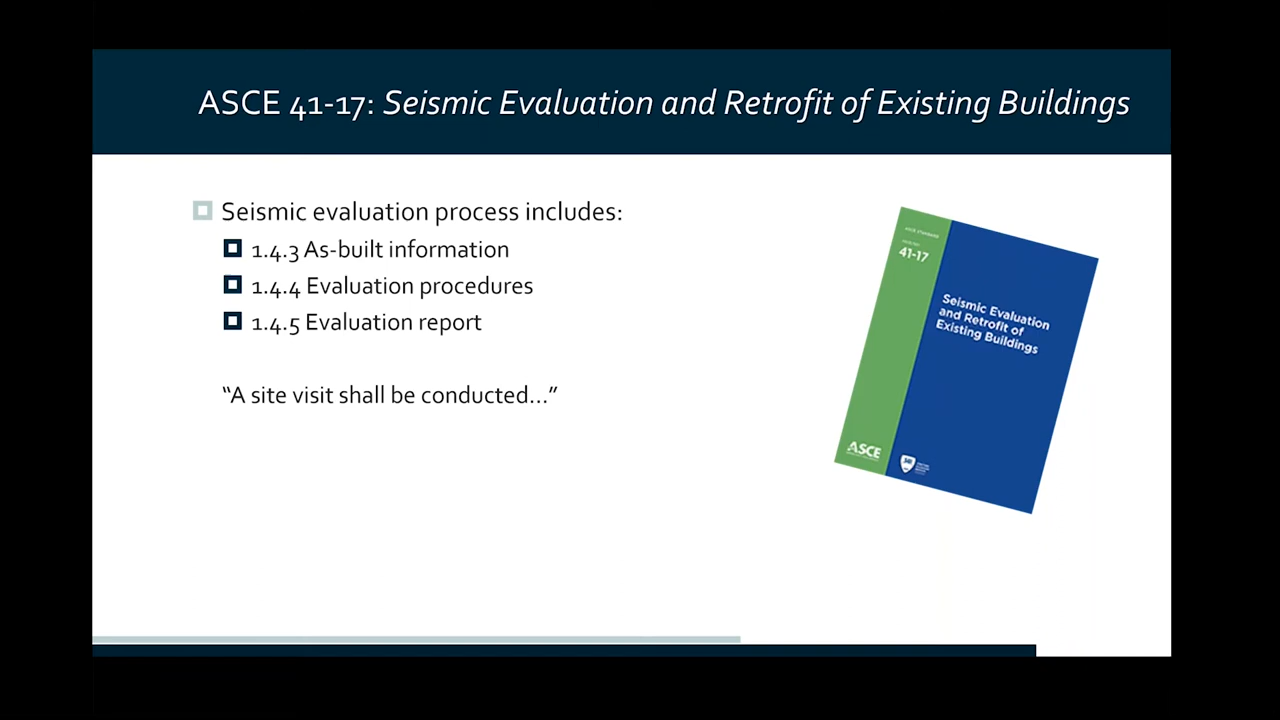 ASCE 41-17: Seismic Evaluation and Retrofit of Existing Buildings
Seismic evaluation process includes:
1.4.3 As-built information
1.4.4 Evaluation procedures
1.4.5 Evaluation report
“A site visit shall be conducted...”
ASCE STANDARD
41-17
Seismic Evaluation
and Retrofit of
Existing Buildings
ASCE